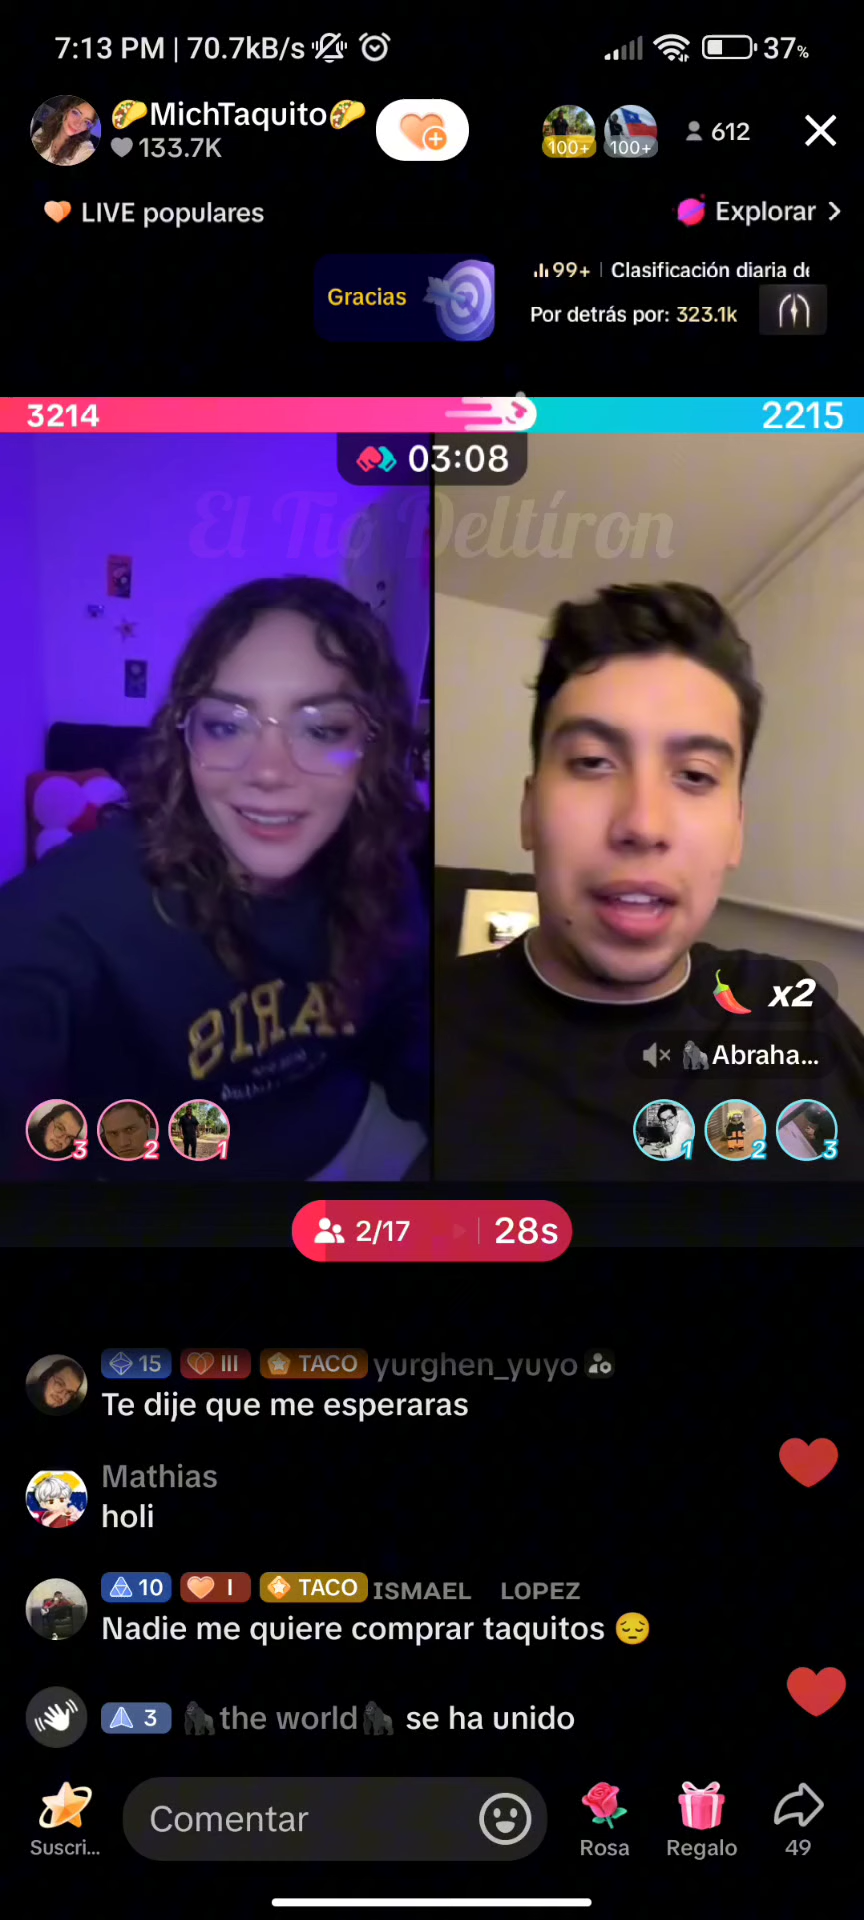 7:13 PM | 70.7kB/s
37%
🌮MichTaquito🌮
133.7K
100+
100+
612
LIVE populares
Explorar >
Gracias
99+ | Clasificación diaria de
Por detrás por: 323.1k
3214
2215
03:08
El Tío Deltíron
x2
🦍Abraha...
3
2
1
1
2
3
2/17
28s
15 III TACO yurghen_yuyo
Te dije que me esperaras
Mathias
holi
10 I TACO ISMAEL LOPEZ
Nadie me quiere comprar taquitos 😔
3 🦍the world🦍 se ha unido
Comentar
Suscri...
Rosa
Regalo
49